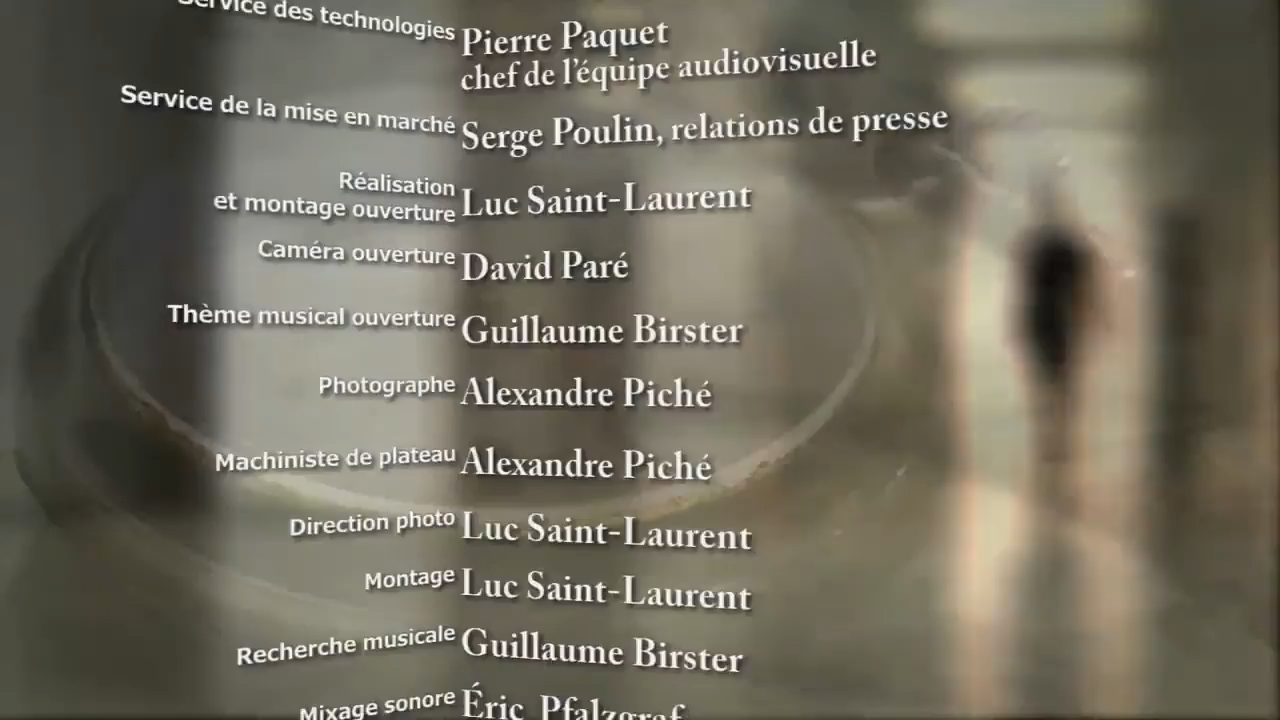 Service des technologies Pierre Paquet
chef de l'équipe audiovisuelle
Service de la mise en marché Serge Poulin, relations de presse
Réalisation
et montage ouverture Luc Saint-Laurent
Caméra ouverture David Paré
Thème musical ouverture Guillaume Birster
Photographe Alexandre Piché
Machiniste de plateau Alexandre Piché
Direction photo Luc Saint-Laurent
Montage Luc Saint-Laurent
Recherche musicale Guillaume Birster
Mixage sonore Éric Pfalzgraf